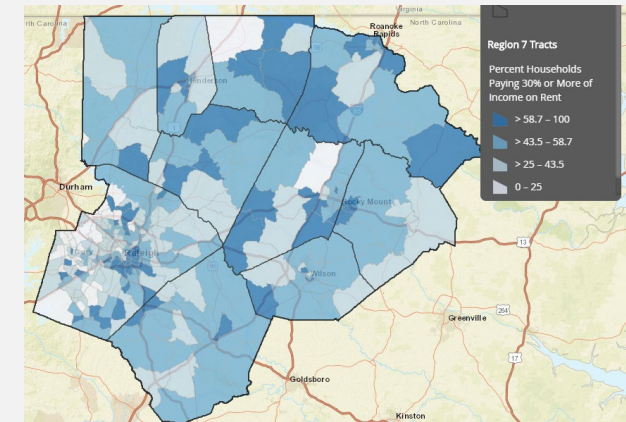 Virginia
North Carolina
rth Carolina
Roanoke
Rapids
Henderson
Durham
Raleigh
Rocky Mount
Wilson
Greenville
Goldsboro
Kinston
13
264
17
Region 7 Tracts
Percent Households
Paying 30% or More of
Income on Rent
> 58.7 – 100
> 43.5 – 58.7
> 25 – 43.5
0 – 25